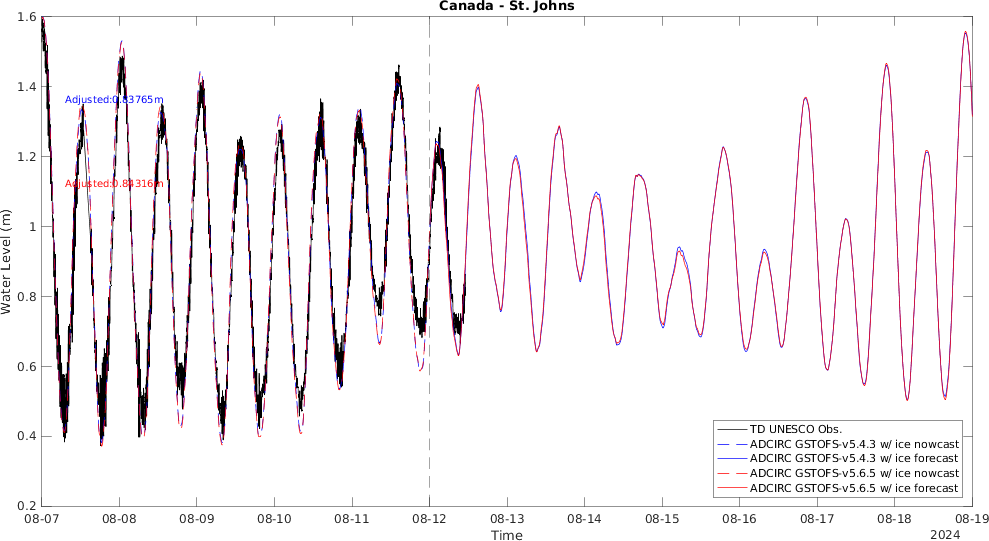 Canada - St. Johns
1.6
1.4
1.2
1
0.8
0.6
0.4
0.2
Water Level (m)
Adjusted:0.83765m
Adjusted:0.84316m
TD UNESCO Obs.
ADCIRC GSTOFS-v5.4.3 w/ ice nowcast
ADCIRC GSTOFS-v5.4.3 w/ ice forecast
ADCIRC GSTOFS-v5.6.5 w/ ice nowcast
ADCIRC GSTOFS-v5.6.5 w/ ice forecast
08-07 08-08 08-09 08-10 08-11 08-12 08-13 08-14 08-15 08-16 08-17 08-18 08-19
Time
2024